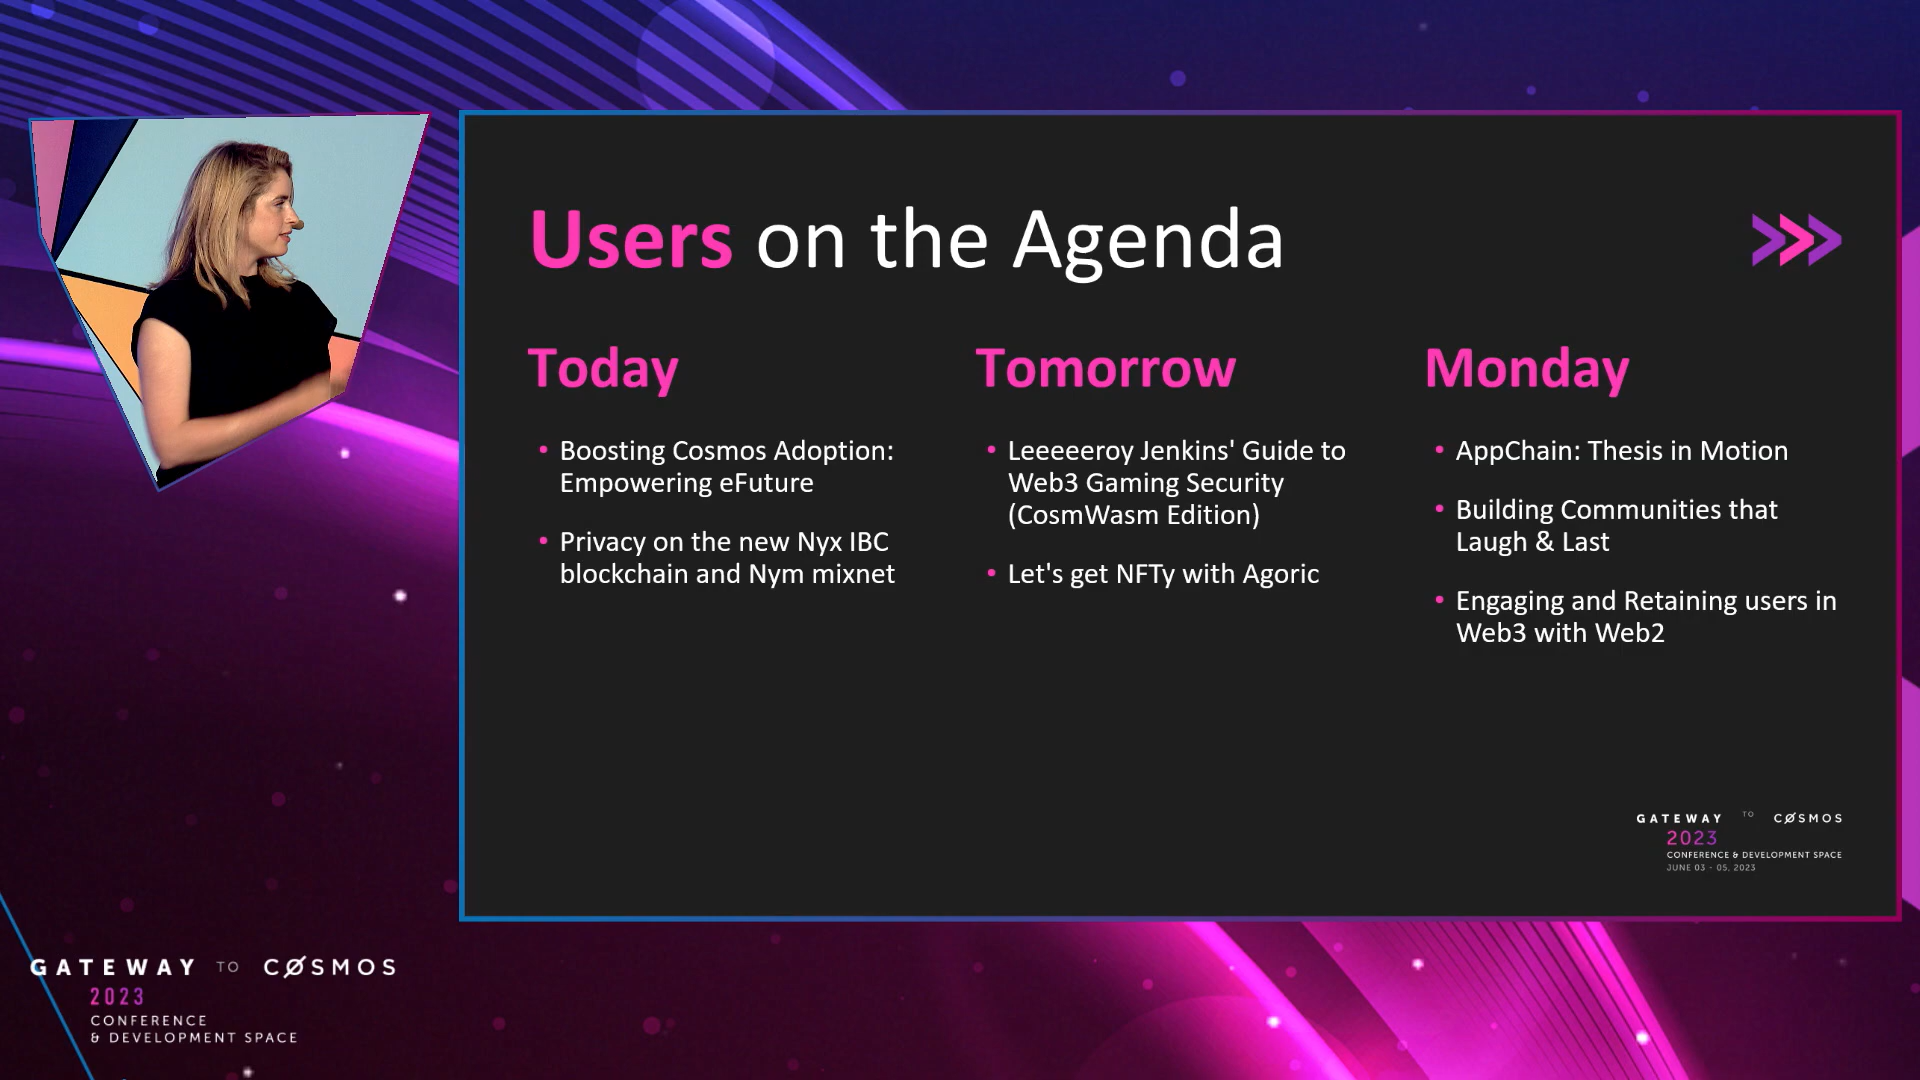 Users on the Agenda
Today
• Boosting Cosmos Adoption:
Empowering eFuture
• Privacy on the new Nyx IBC
blockchain and Nym mixnet
Tomorrow
• Leeeeeroy Jenkins' Guide to
Web3 Gaming Security
(CosmWasm Edition)
• Let's get NFTy with Agoric
Monday
• AppChain: Thesis in Motion
• Building Communities that
Laugh & Last
• Engaging and Retaining users in
Web3 with Web2
GATEWAY TO CØSMOS
2023
CONFERENCE & DEVELOPMENT SPACE
JUNE 03 - 05, 2023
GATEWAY TO CØSMOS
2023
CONFERENCE
& DEVELOPMENT SPACE